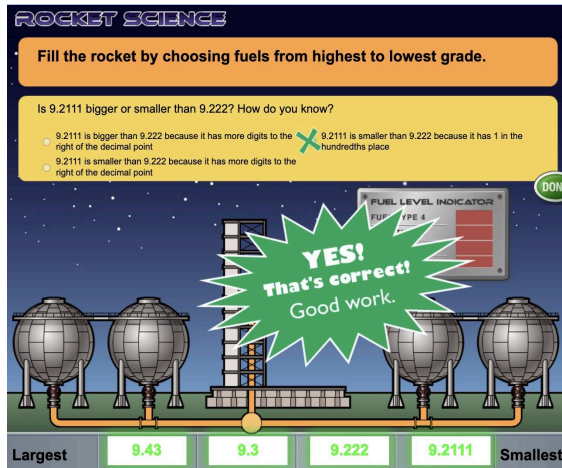 ROCKET SCIENCE
Fill the rocket by choosing fuels from highest to lowest grade.
Is 9.2111 bigger or smaller than 9.222? How do you know?
9.2111 is bigger than 9.222 because it has more digits to the
right of the decimal point
9.2111 is smaller than 9.222 because it has 1 in the
hundredths place
9.2111 is smaller than 9.222 because it has more digits to the
right of the decimal point
DON
FUEL LEVEL INDICATOR
YPE 4
YES!
That's correct!
Good work.
Largest
9.43
9.3
9.222
9.2111
Smallest